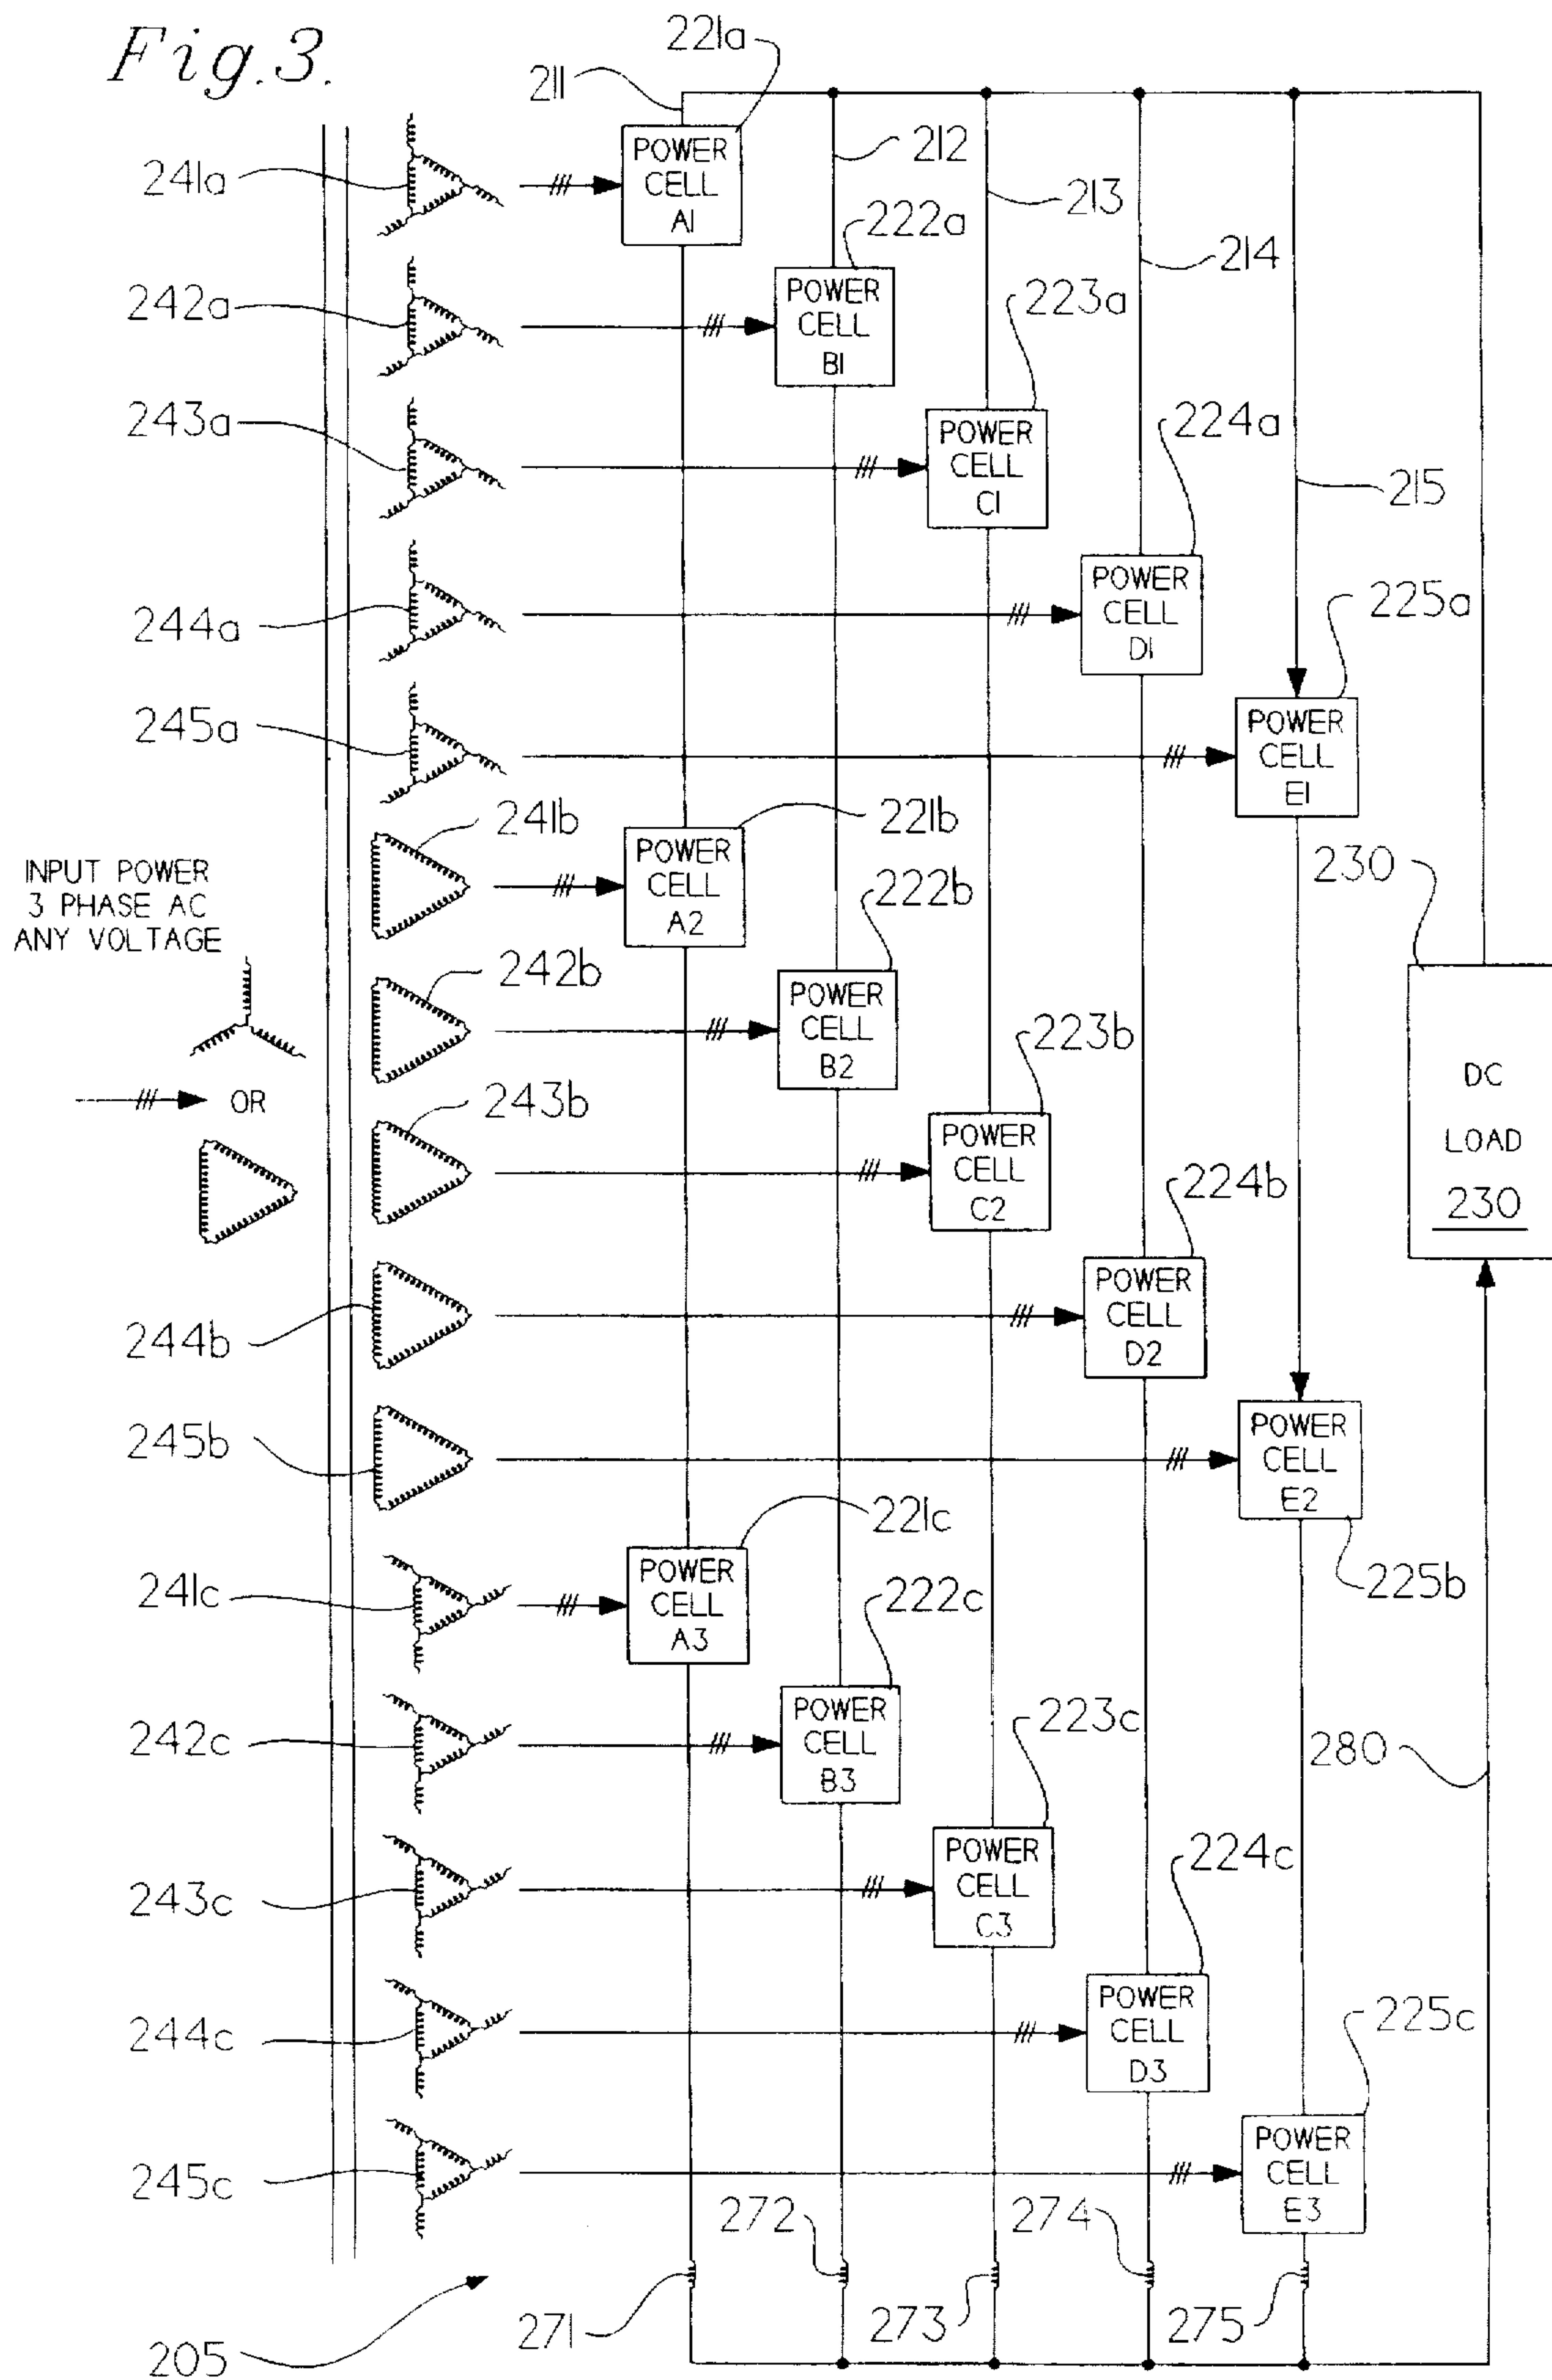 Fig. 3.
221a
211
POWER
CELL
A1
212
241a
213
222a
214
POWER
CELL
B1
242a
223a
POWER
CELL
C1
243a
224a
215
POWER
CELL
D1
244a
225a
POWER
CELL
E1
245a
241b
221b
POWER
CELL
A2
230
INPUT POWER
3 PHASE AC
ANY VOLTAGE
222b
242b
POWER
CELL
B2
223b
OR
243b
DC
LOAD
230
POWER
CELL
C2
224b
POWER
CELL
D2
244b
POWER
CELL
E2
245b
221c
225b
POWER
CELL
A3
241c
222c
POWER
CELL
B3
242c
223c
280
POWER
CELL
C3
243c
224c
POWER
CELL
D3
244c
225c
POWER
CELL
E3
245c
272
274
271
273
275
205